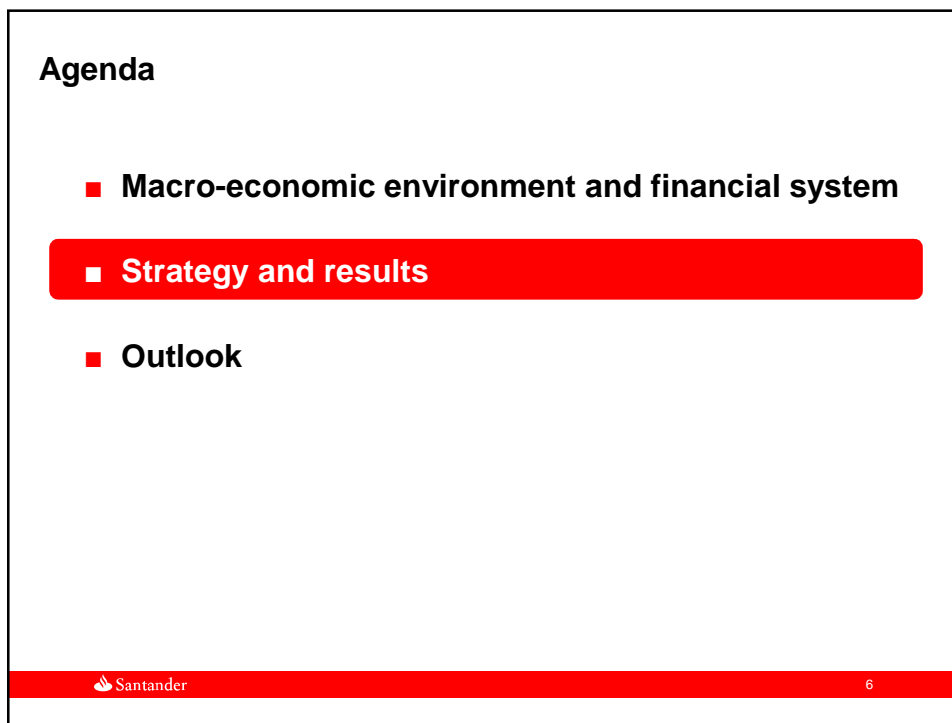 Agenda
Macro-economic environment and financial system
Strategy and results
Outlook
Santander
6